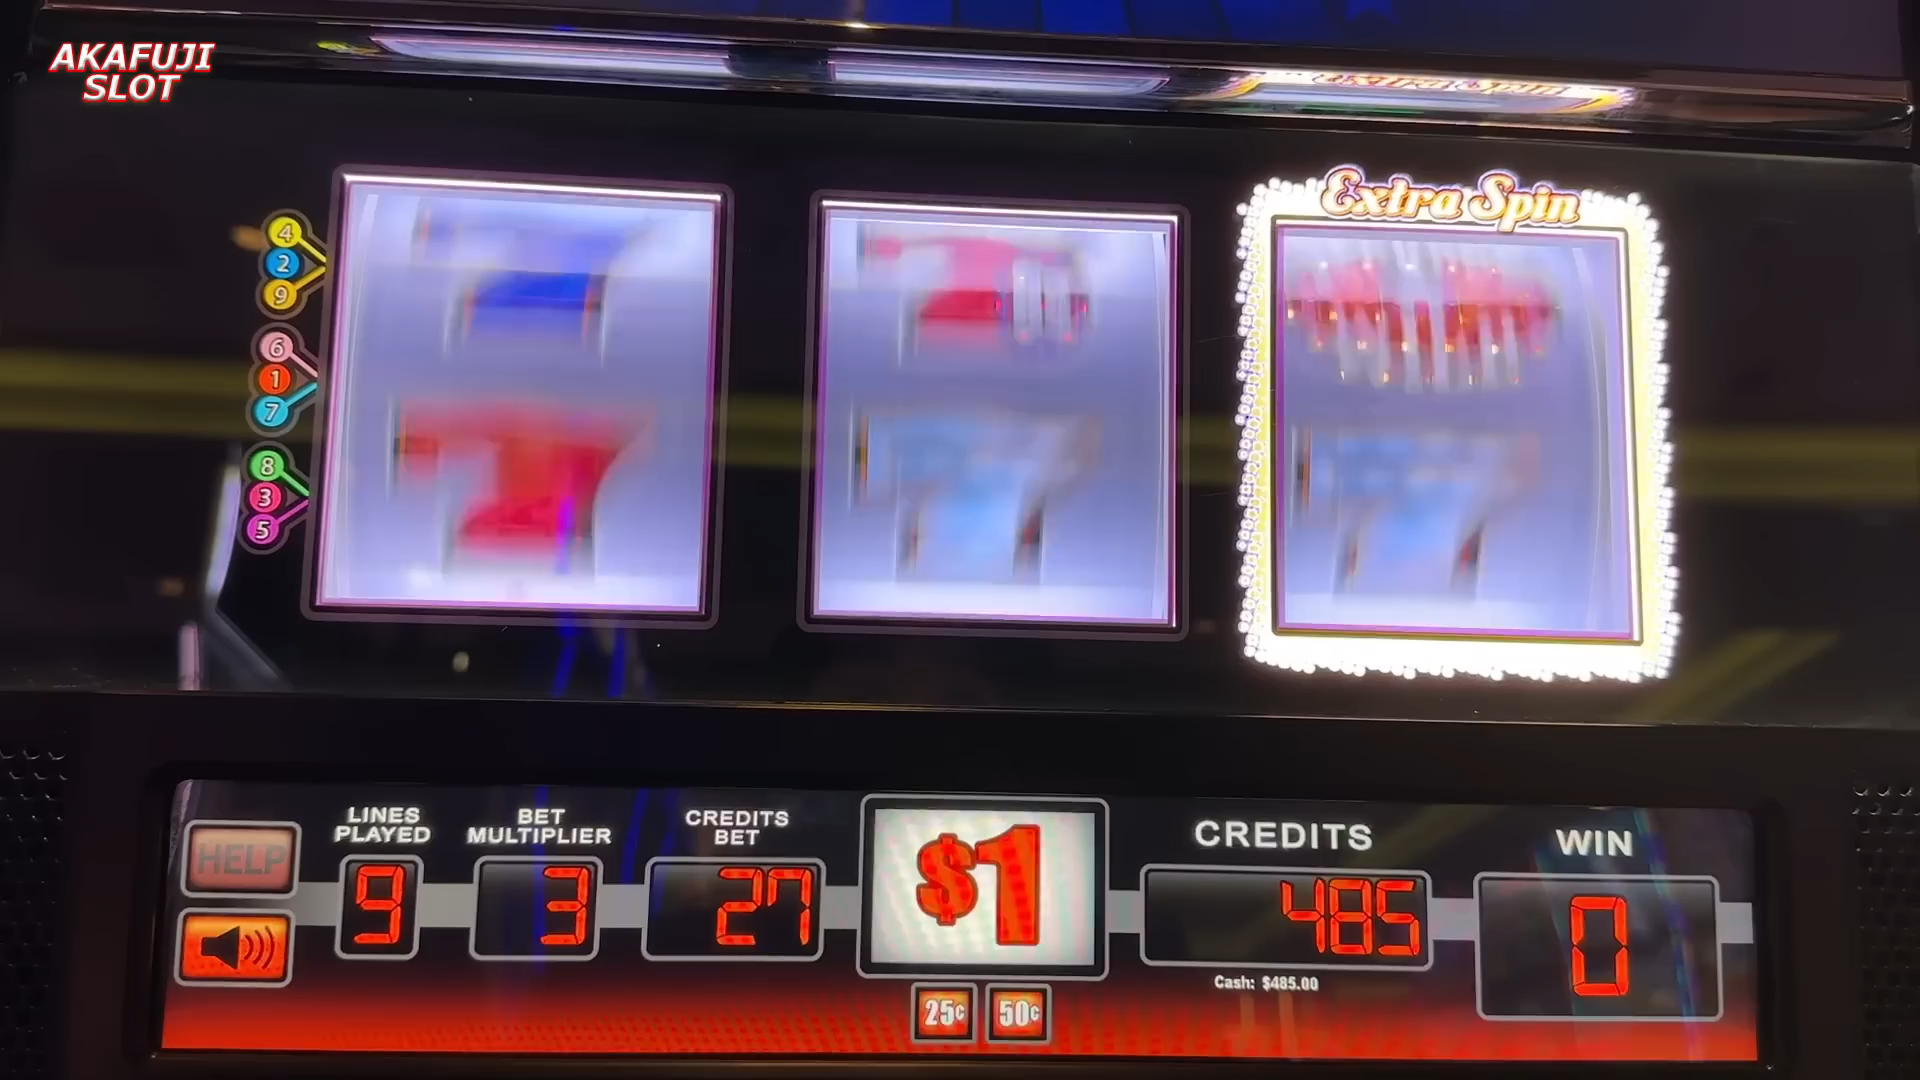 AKAFUJI
SLOT
Extra Spin
4
2
9
6
1
7
8
3
5
HELP
LINES
PLAYED
9
BET
MULTIPLIER
3
CREDITS
BET
27
$1
25¢
50¢
CREDITS
485
Cash: $485.00
WIN
0